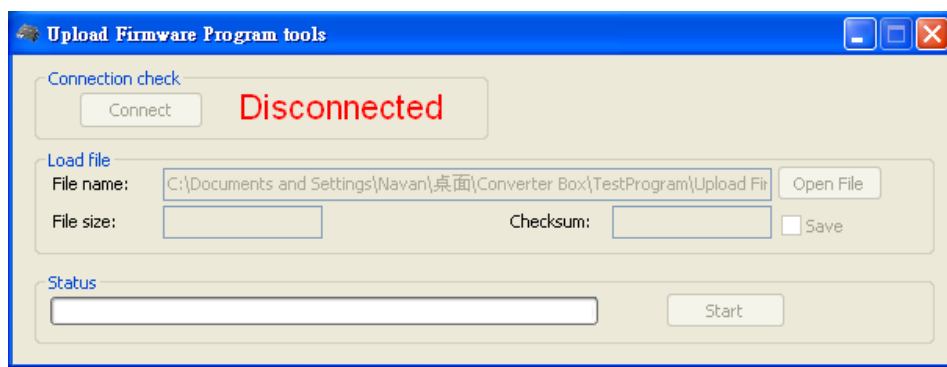 Upload Firmware Program tools
Connection check
Connect Disconnected
Load file
File name: C:\Documents and Settings\Navan\桌面\Converter Box\TestProgram\Upload Fir Open File
File size: Checksum: Save
Status
Start